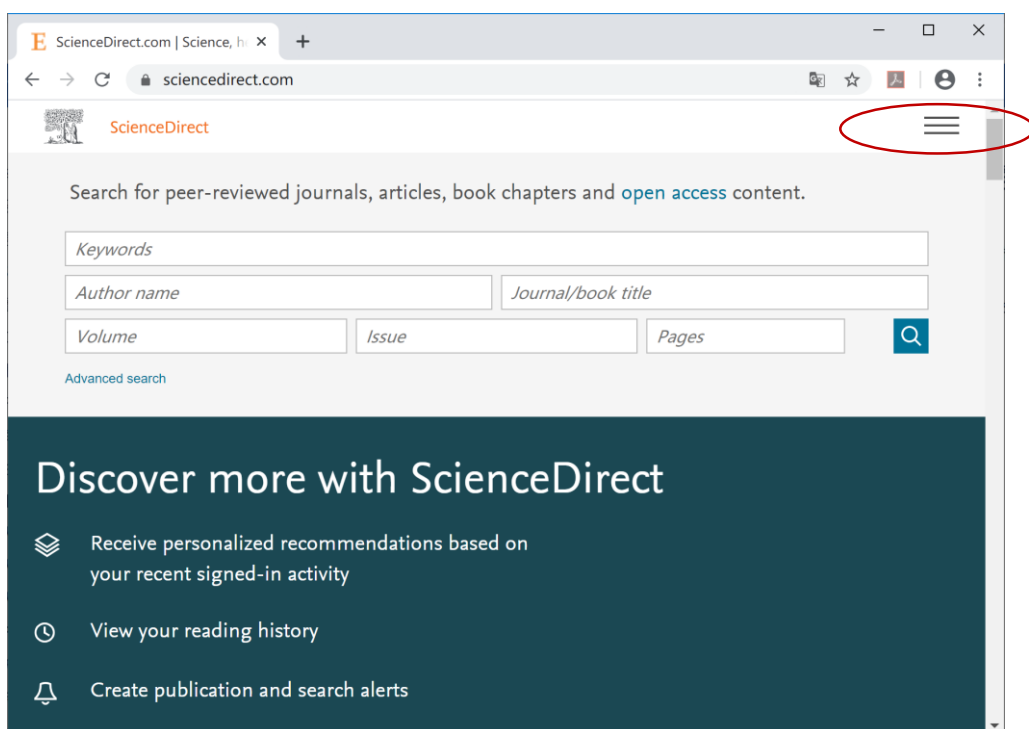 E ScienceDirect.com | Science, h
sciencedirect.com
ScienceDirect
Search for peer-reviewed journals, articles, book chapters and open access content.
Keywords
Author name Journal/book title
Volume Issue Pages
Advanced search
Discover more with ScienceDirect
Receive personalized recommendations based on
your recent signed-in activity
View your reading history
Create publication and search alerts